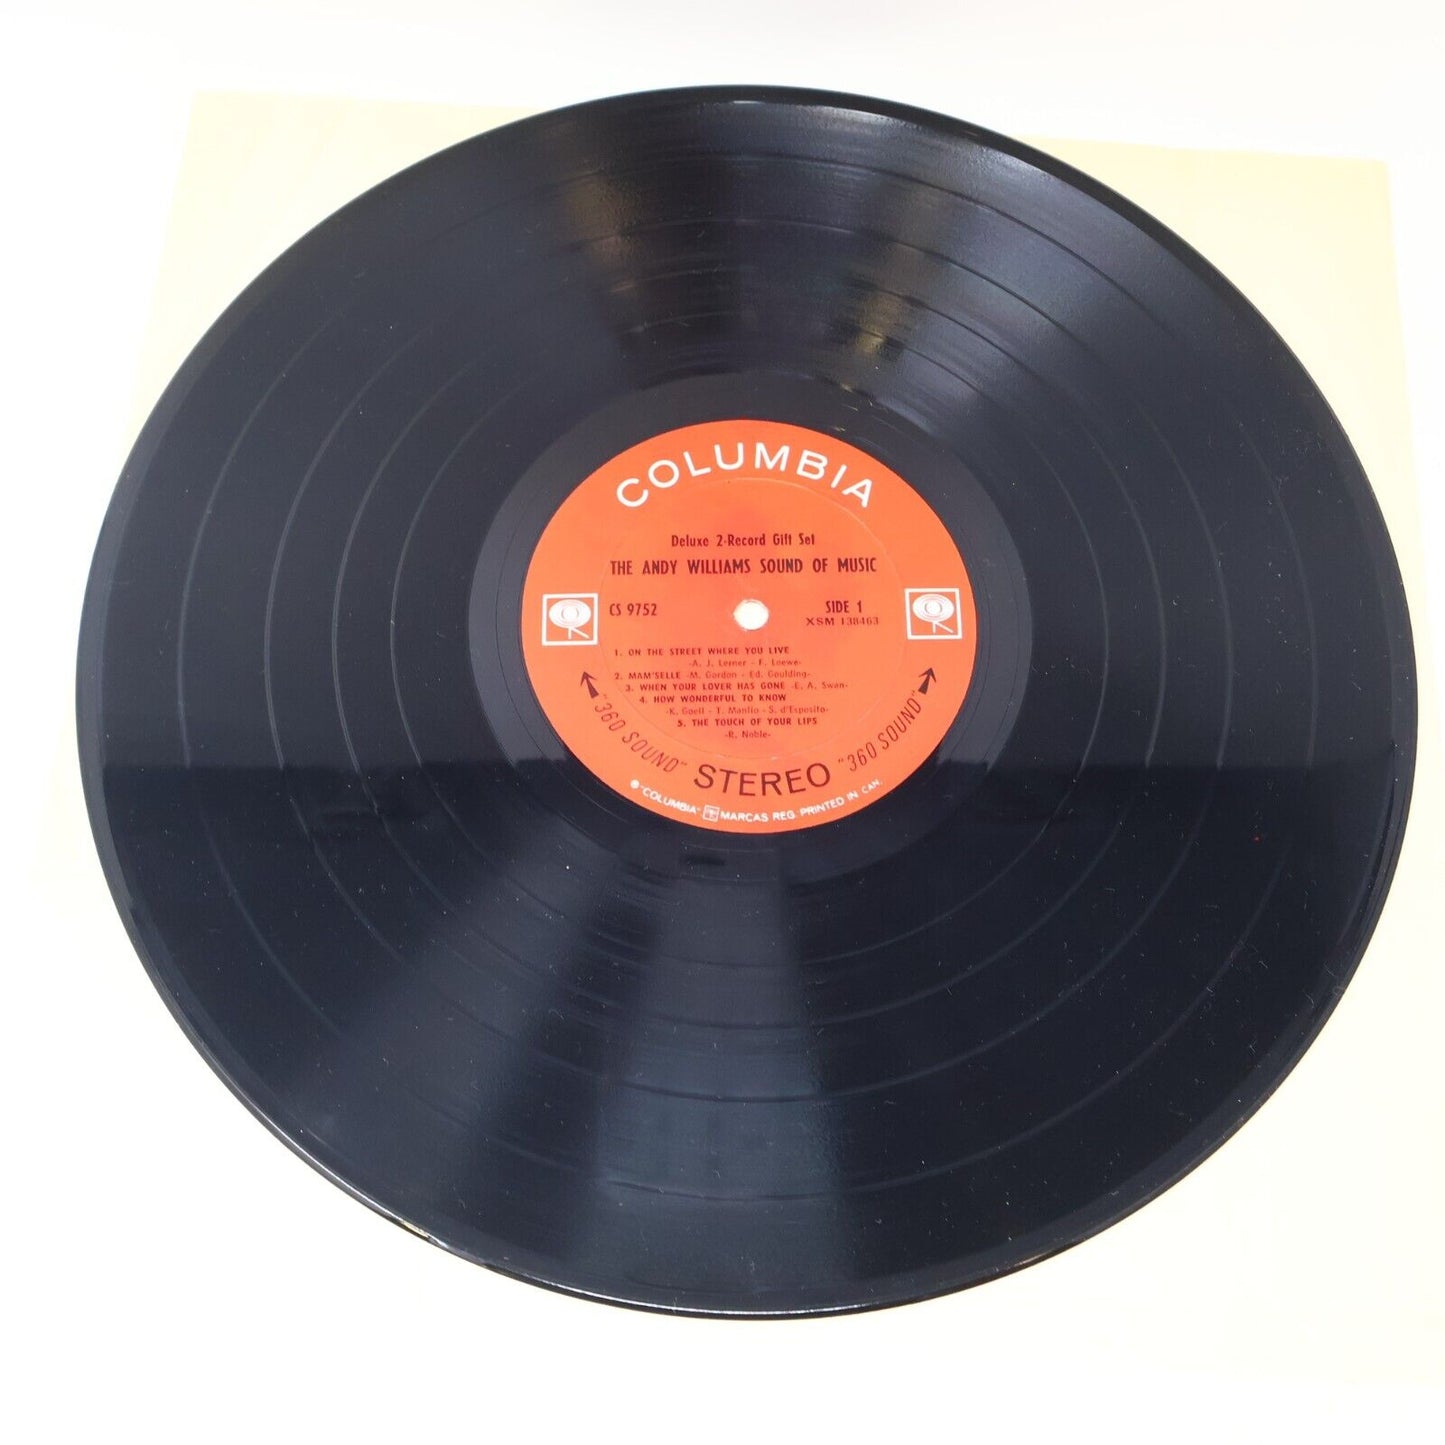 COLUMBIA
Deluxe 2-Record Gift Set
THE ANDY WILLIAMS SOUND OF MUSIC
CS 9752 SIDE 1
XSM 138463
1. ON THE STREET WHERE YOU LIVE
-A. J. Lerner - F. Loewe-
2. MAM'SELLE -M. Gordon - Ed. Goulding-
3. WHEN YOUR LOVER HAS GONE -E. A. Swan-
4. HOW WONDERFUL TO KNOW
-K. Goell - T. Manlio - S. d'Esposito-
5. THE TOUCH OF YOUR LIPS
-R. Noble-
"360 SOUND" STEREO "360 SOUND"
® "COLUMBIA" MARCAS REG. PRINTED IN CAN.